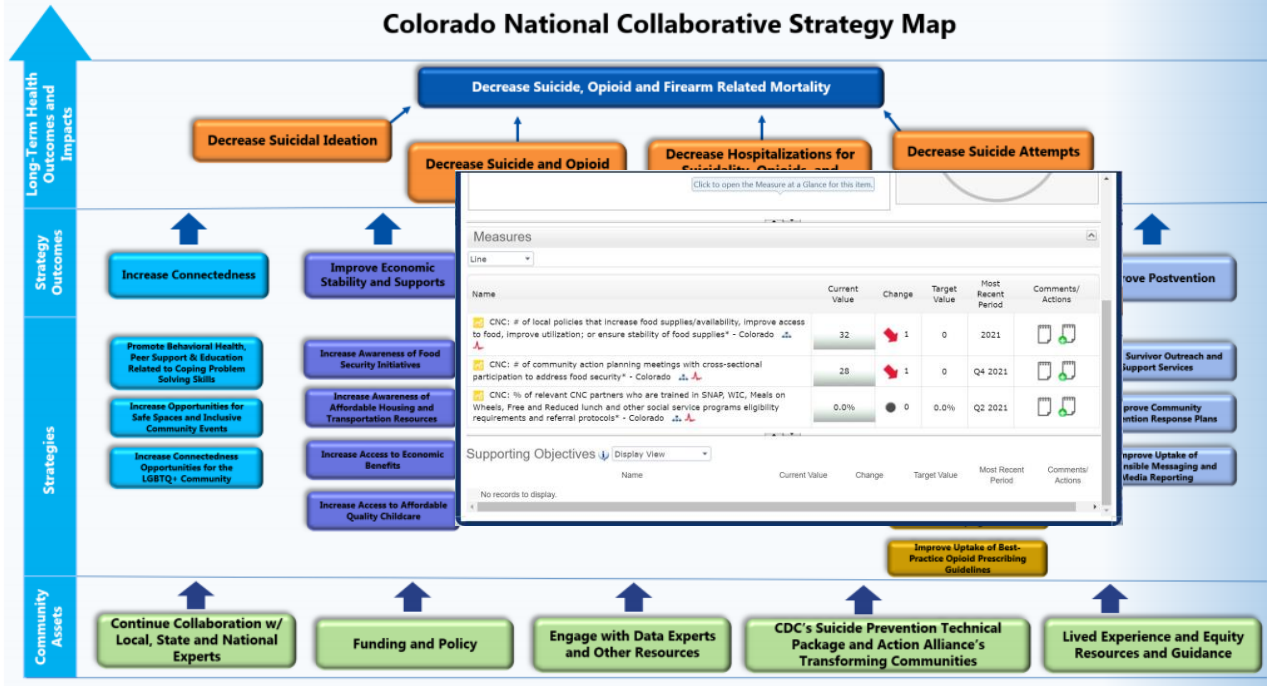 Colorado National Collaborative Strategy Map
Long-Term Health
Outcomes and
Impacts
Decrease Suicide, Opioid and Firearm Related Mortality
Decrease Suicidal Ideation
Decrease Suicide and Opioid
Decrease Hospitalizations for
Suicidality, Opioids, and
Decrease Suicide Attempts
Strategy
Outcomes
Increase Connectedness
Improve Economic
Stability and Supports
Postvention
Strategies
Promote Behavioral Health,
Peer Support & Education
Related to Coping Problem
Solving Skills
Increase Opportunities for
Safe Spaces and Inclusive
Community Events
Increase Connectedness
Opportunities for the
LGBTQ+ Community
Increase Awareness of Food
Security Initiatives
Increase Awareness of
Affordable Housing and
Transportation Resources
Increase Access to Economic
Benefits
Increase Access to Affordable
Quality Childcare
Click to open the Measure at a Glance for this item.
Measures
Line
Name Current Value Change Target Value Most Recent Period Comments/ Actions
CNC: # of local policies that increase food supplies/availability, improve access
to food, improve utilization; or ensure stability of food supplies* - Colorado
32 1 0 2021
CNC: # of community action planning meetings with cross-sectional
participation to address food security* - Colorado
28 1 0 Q4 2021
CNC: % of relevant CNC partners who are trained in SNAP, WIC, Meals on
Wheels, Free and Reduced lunch and other social service programs eligibility
requirements and referral protocols* - Colorado
0.0% 0 0.0% Q2 2021
Supporting Objectives Display View
Name Current Value Change Target Value Most Recent Period Comments/ Actions
No records to display.
Survivor Outreach and
Support Services
Community
Response Plans
Uptake of
Messaging and
Media Reporting
Improve Uptake of Best-
Practice Opioid Prescribing
Guidelines
Community
Assets
Continue Collaboration w/
Local, State and National
Experts
Funding and Policy
Engage with Data Experts
and Other Resources
CDC's Suicide Prevention Technical
Package and Action Alliance's
Transforming Communities
Lived Experience and Equity
Resources and Guidance